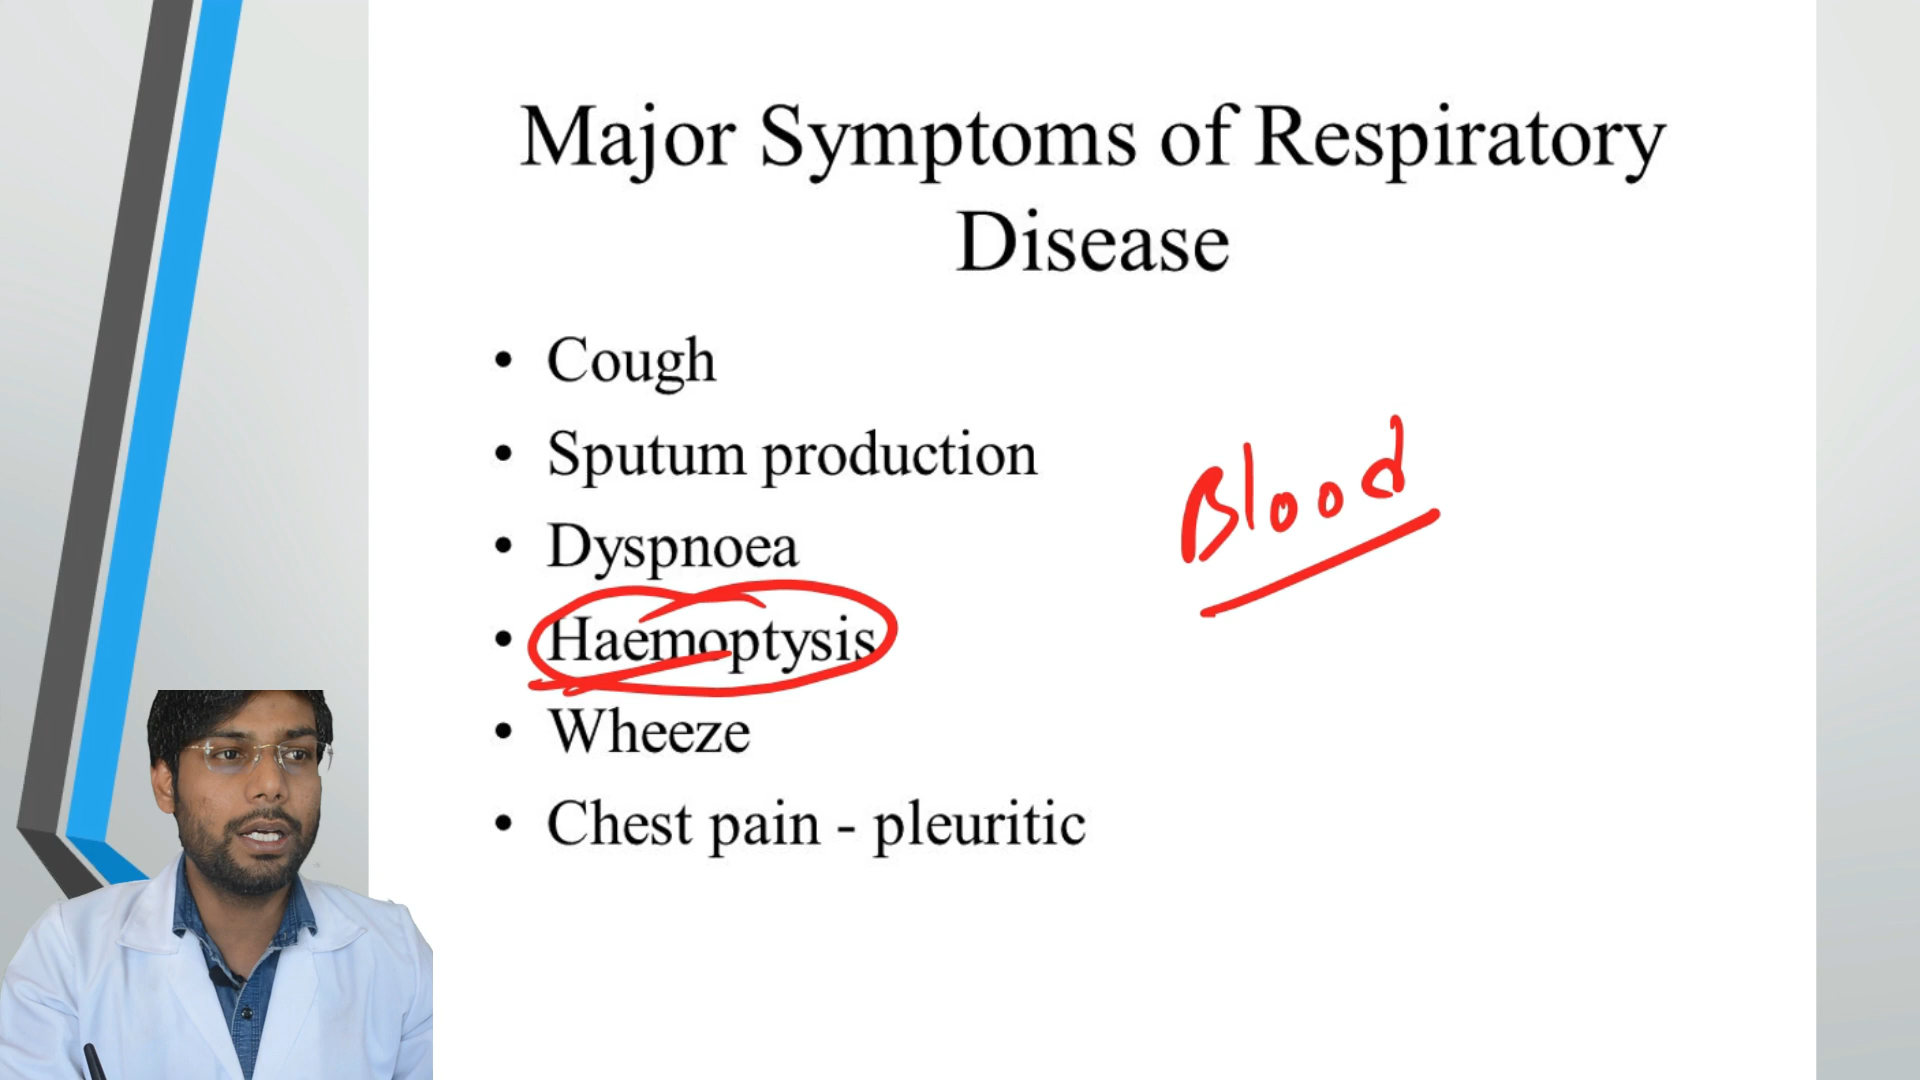 Major Symptoms of Respiratory
Disease
• Cough
• Sputum production
• Dyspnoea
• Haemoptysis
• Wheeze
• Chest pain - pleuritic
Blood